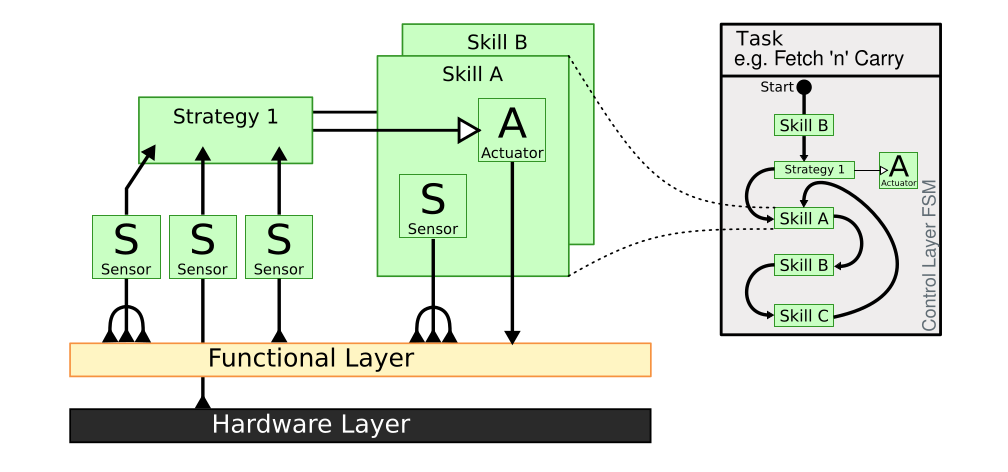 Skill B
Skill A
Strategy 1
A
Actuator
S
Sensor
S
Sensor
S
Sensor
S
Sensor
Functional Layer
Hardware Layer
Task
e.g. Fetch 'n' Carry
Start
Skill B
Strategy 1
A
Actuator
Skill A
Skill B
Skill C
Control Layer FSM